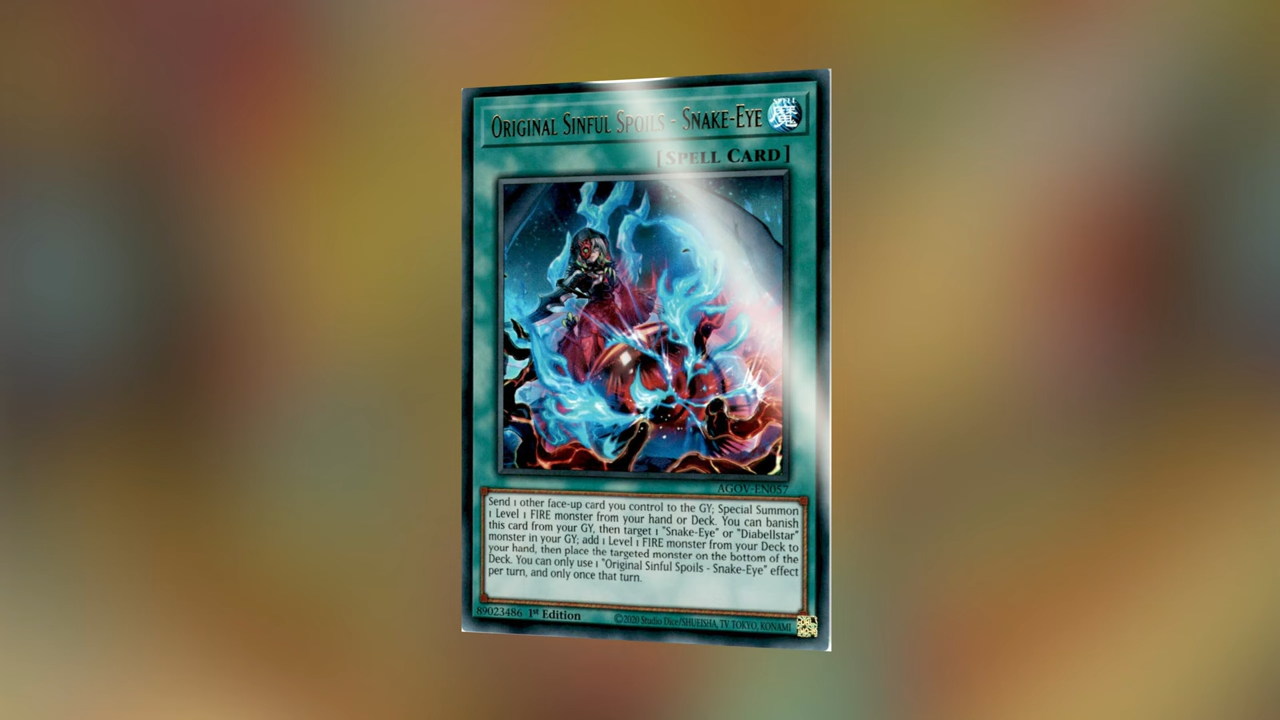 ORIGINAL SINFUL SPOILS - SNAKE-EYE
SPELL
魔
[SPELL CARD]
AGOV-EN057
Send 1 other face-up card you control to the GY; Special Summon
1 Level 1 FIRE monster from your hand or Deck. You can banish
this card from your GY, then target 1 "Snake-Eye" or "Diabellstar"
monster in your GY; add 1 Level 1 FIRE monster from your Deck to
your hand, then place the targeted monster on the bottom of the
Deck. You can only use 1 "Original Sinful Spoils - Snake-Eye" effect
per turn, and only once that turn.
89023486 1st Edition
©2020 Studio Dice/SHUEISHA, TV TOKYO, KONAMI